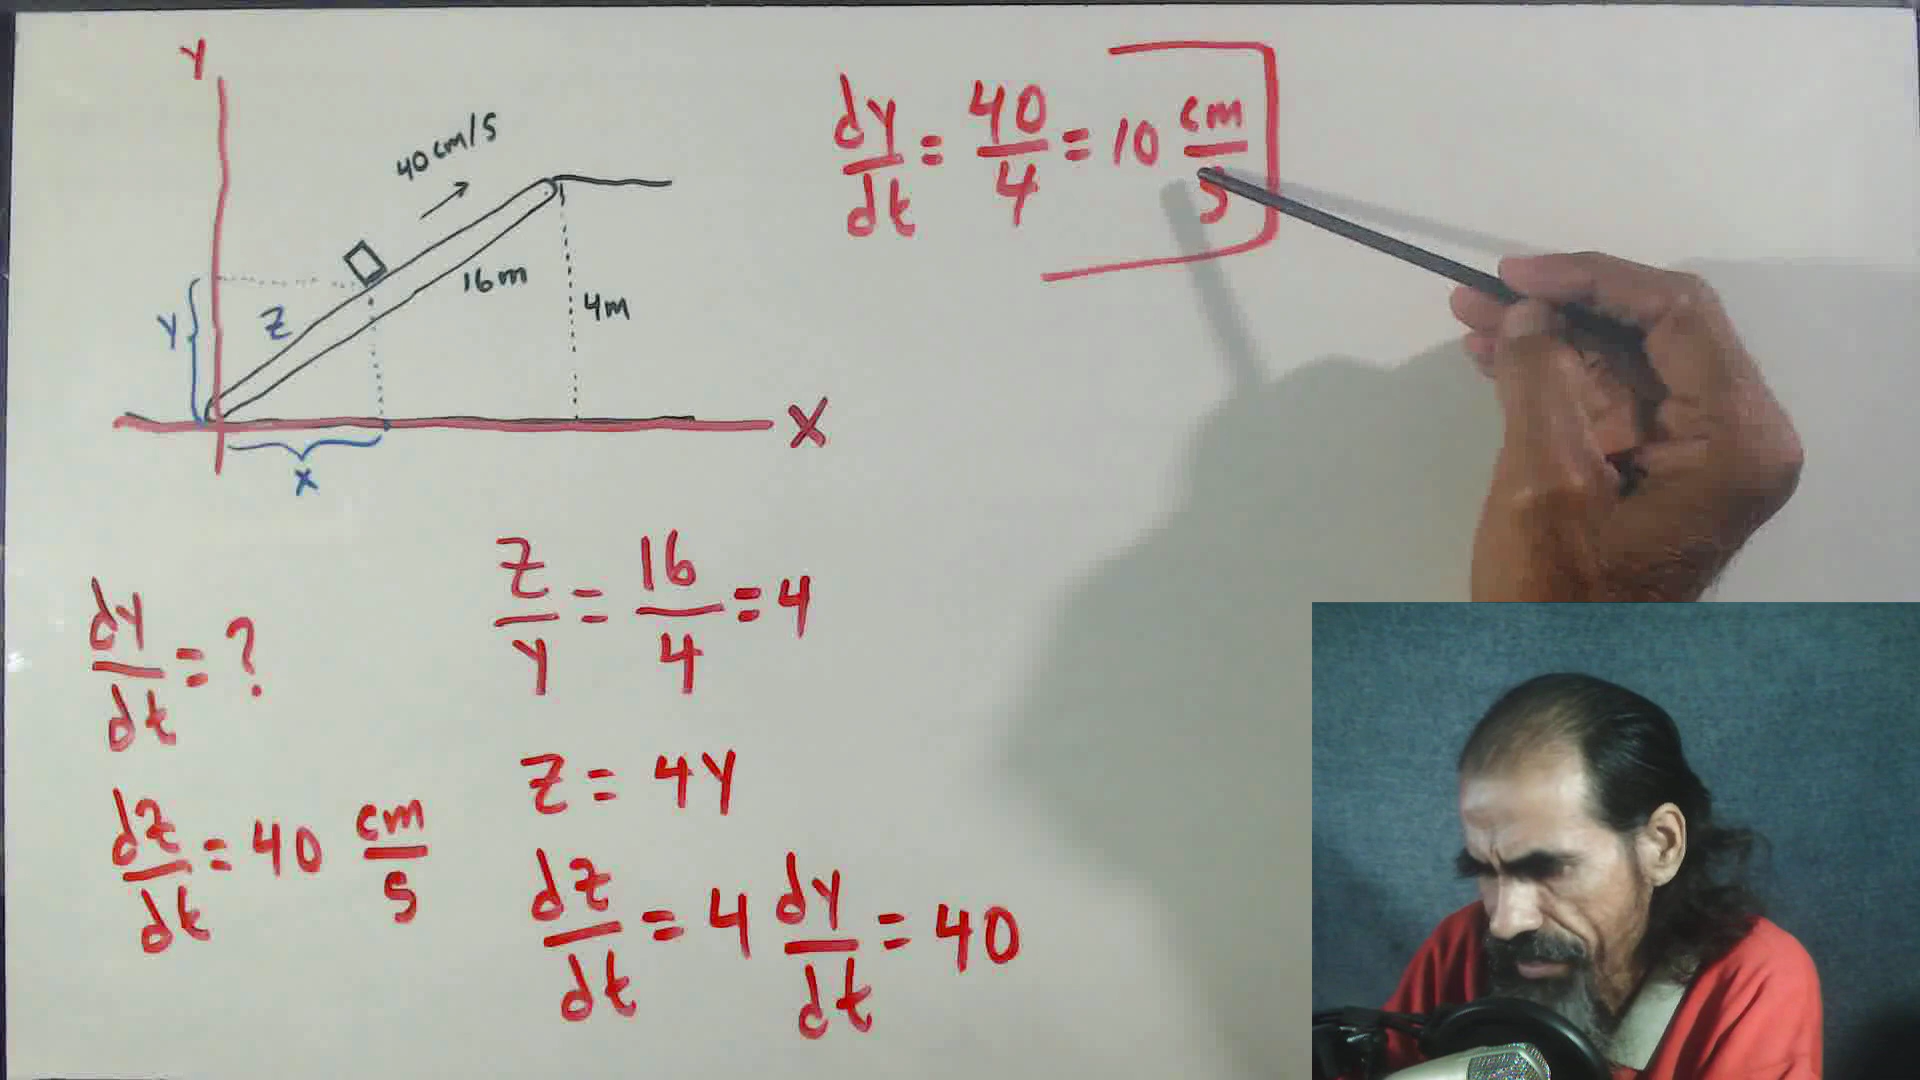 Y
40 cm/s
16m
4m
Z
Y
X
x
dy/dt = ?
dz/dt = 40 cm/s
Z/Y = 16/4 = 4
Z = 4Y
dz/dt = 4 dy/dt = 40
dy/dt = 40/4 = 10 cm/s